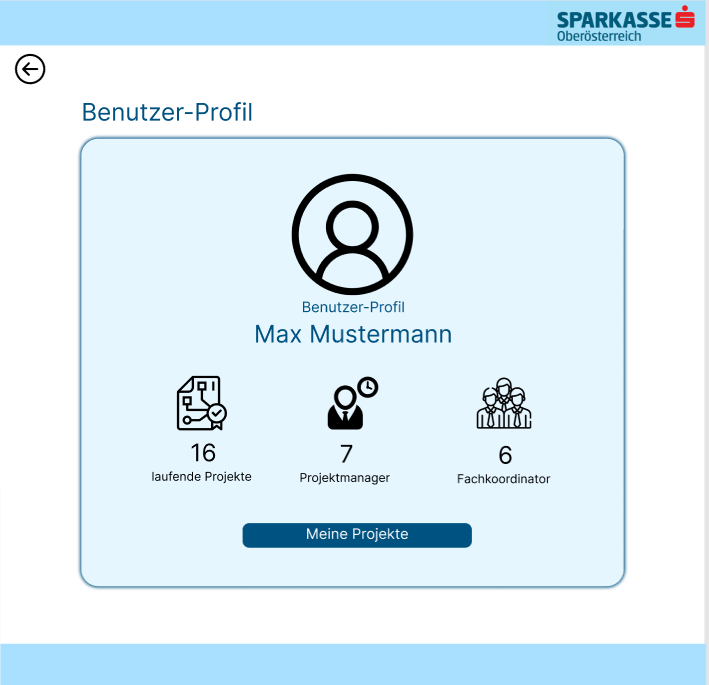 SPARKASSE
Oberösterreich
Benutzer-Profil
Benutzer-Profil
Max Mustermann
16 7 6
laufende Projekte Projektmanager Fachkoordinator
Meine Projekte